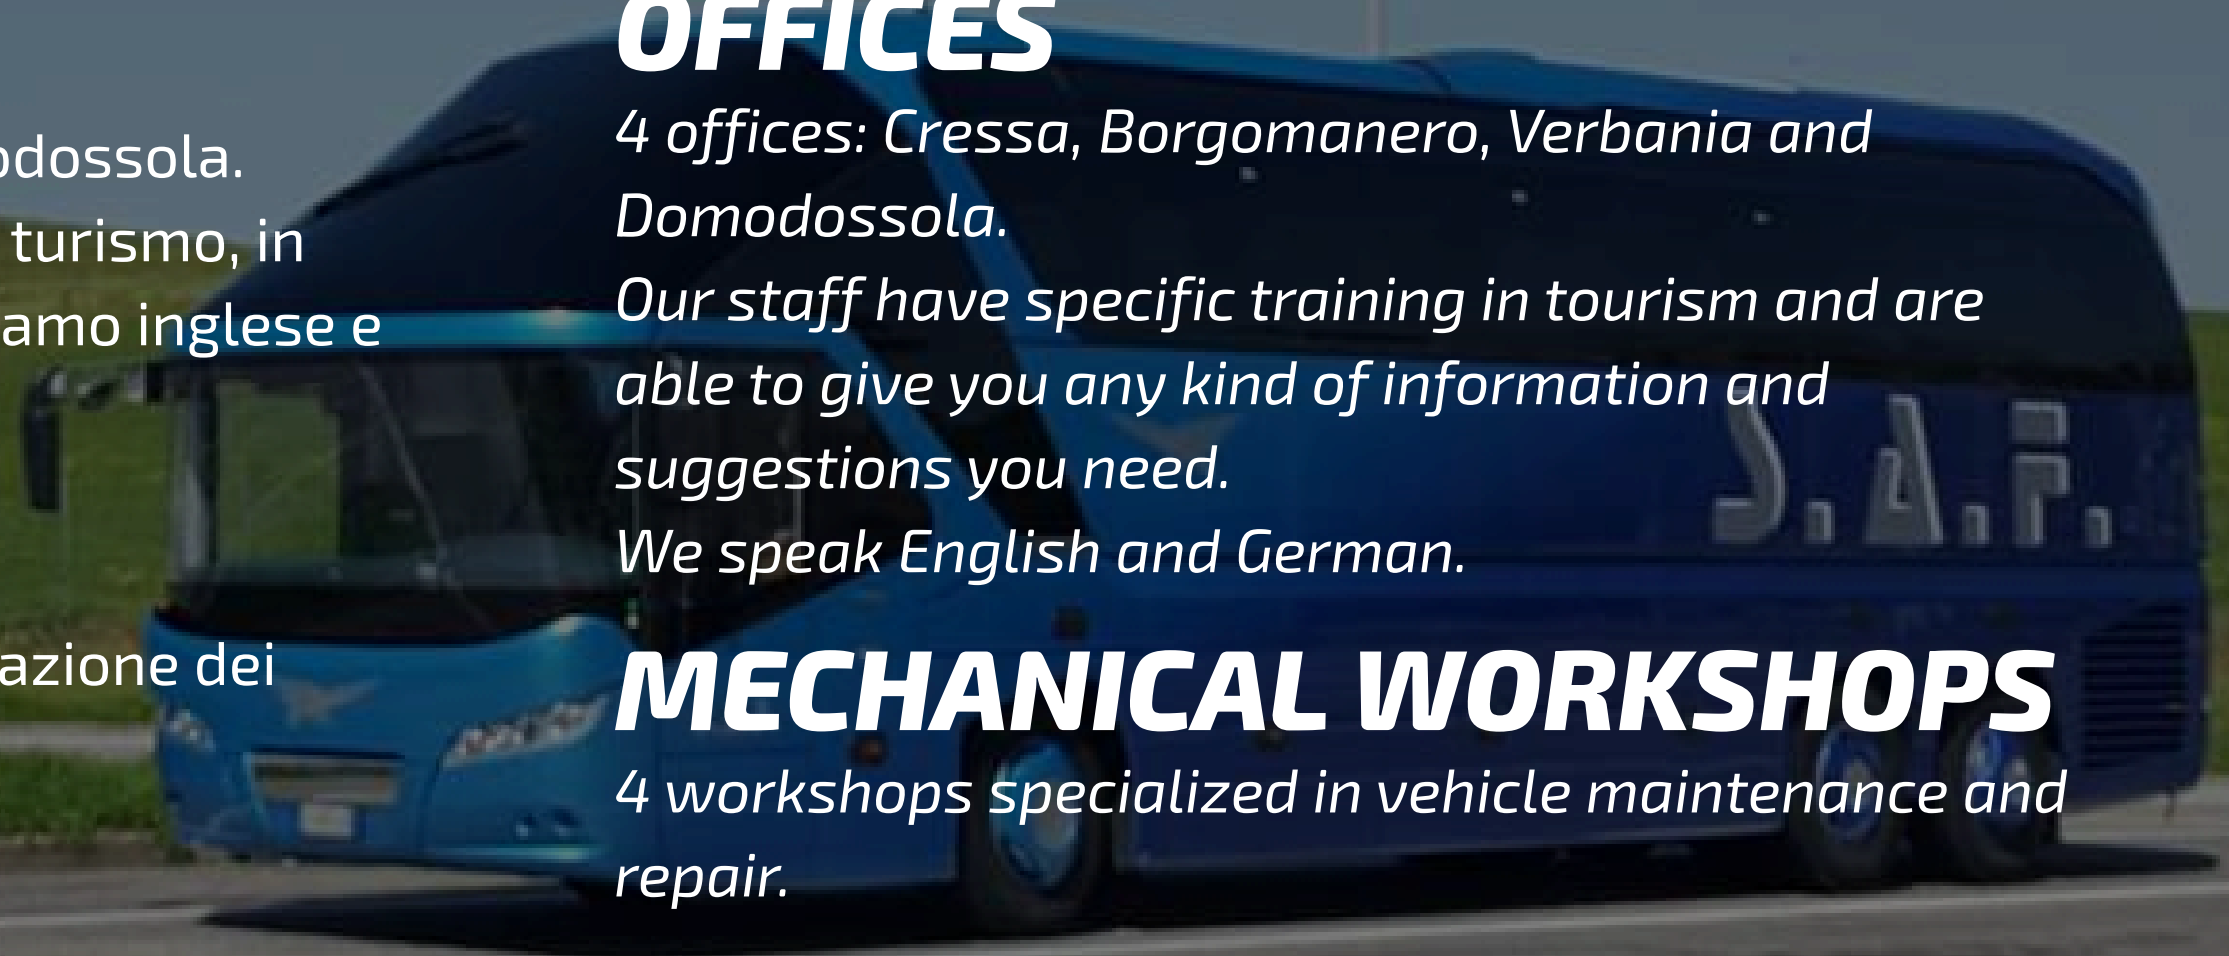 odossola.
turismo, in
amo inglese e
azione dei
OFFICES
4 offices: Cressa, Borgomanero, Verbania and
Domodossola.
Our staff have specific training in tourism and are
able to give you any kind of information and
suggestions you need.
We speak English and German.
MECHANICAL WORKSHOPS
4 workshops specialized in vehicle maintenance and
repair.
S.A.F.